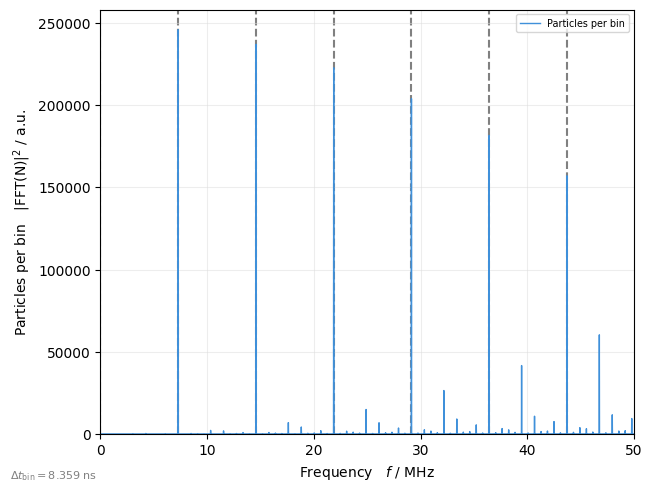 Particles per bin
250000
200000
150000
100000
50000
0
Particles per bin |FFT(N)|² / a.u.
0 10 20 30 40 50
Frequency f / MHz
Δt_bin = 8.359 ns